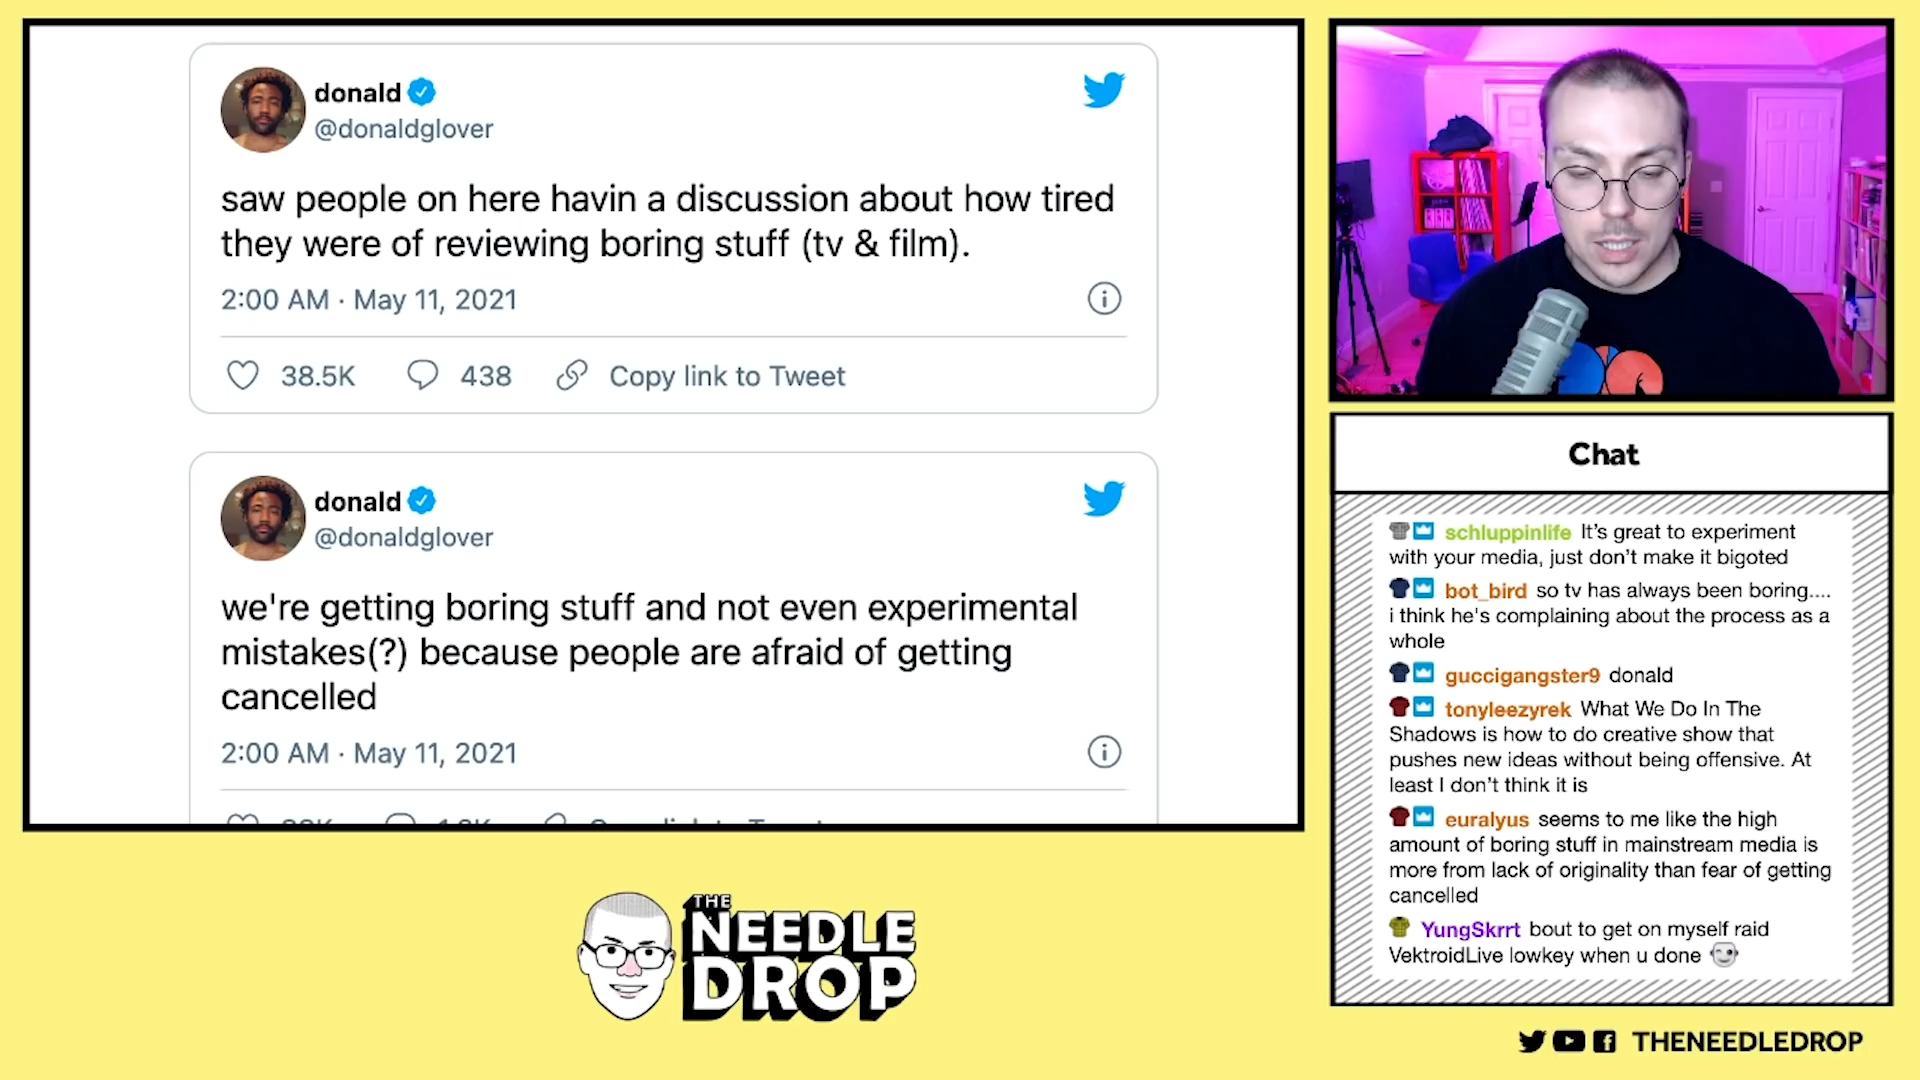 donald
@donaldglover
saw people on here havin a discussion about how tired
they were of reviewing boring stuff (tv & film).
2:00 AM · May 11, 2021
38.5K 438 Copy link to Tweet
donald
@donaldglover
we're getting boring stuff and not even experimental
mistakes(?) because people are afraid of getting
cancelled
2:00 AM · May 11, 2021
Chat
schluppinlife It's great to experiment
with your media, just don't make it bigoted
bot_bird so tv has always been boring....
i think he's complaining about the process as a
whole
guccigangster9 donald
tonyleezyrek What We Do In The
Shadows is how to do creative show that
pushes new ideas without being offensive. At
least I don't think it is
euralyus seems to me like the high
amount of boring stuff in mainstream media is
more from lack of originality than fear of getting
cancelled
YungSkrrt bout to get on myself raid
VektroidLive lowkey when u done
THE
NEEDLE
DROP
THENEEDLEDROP